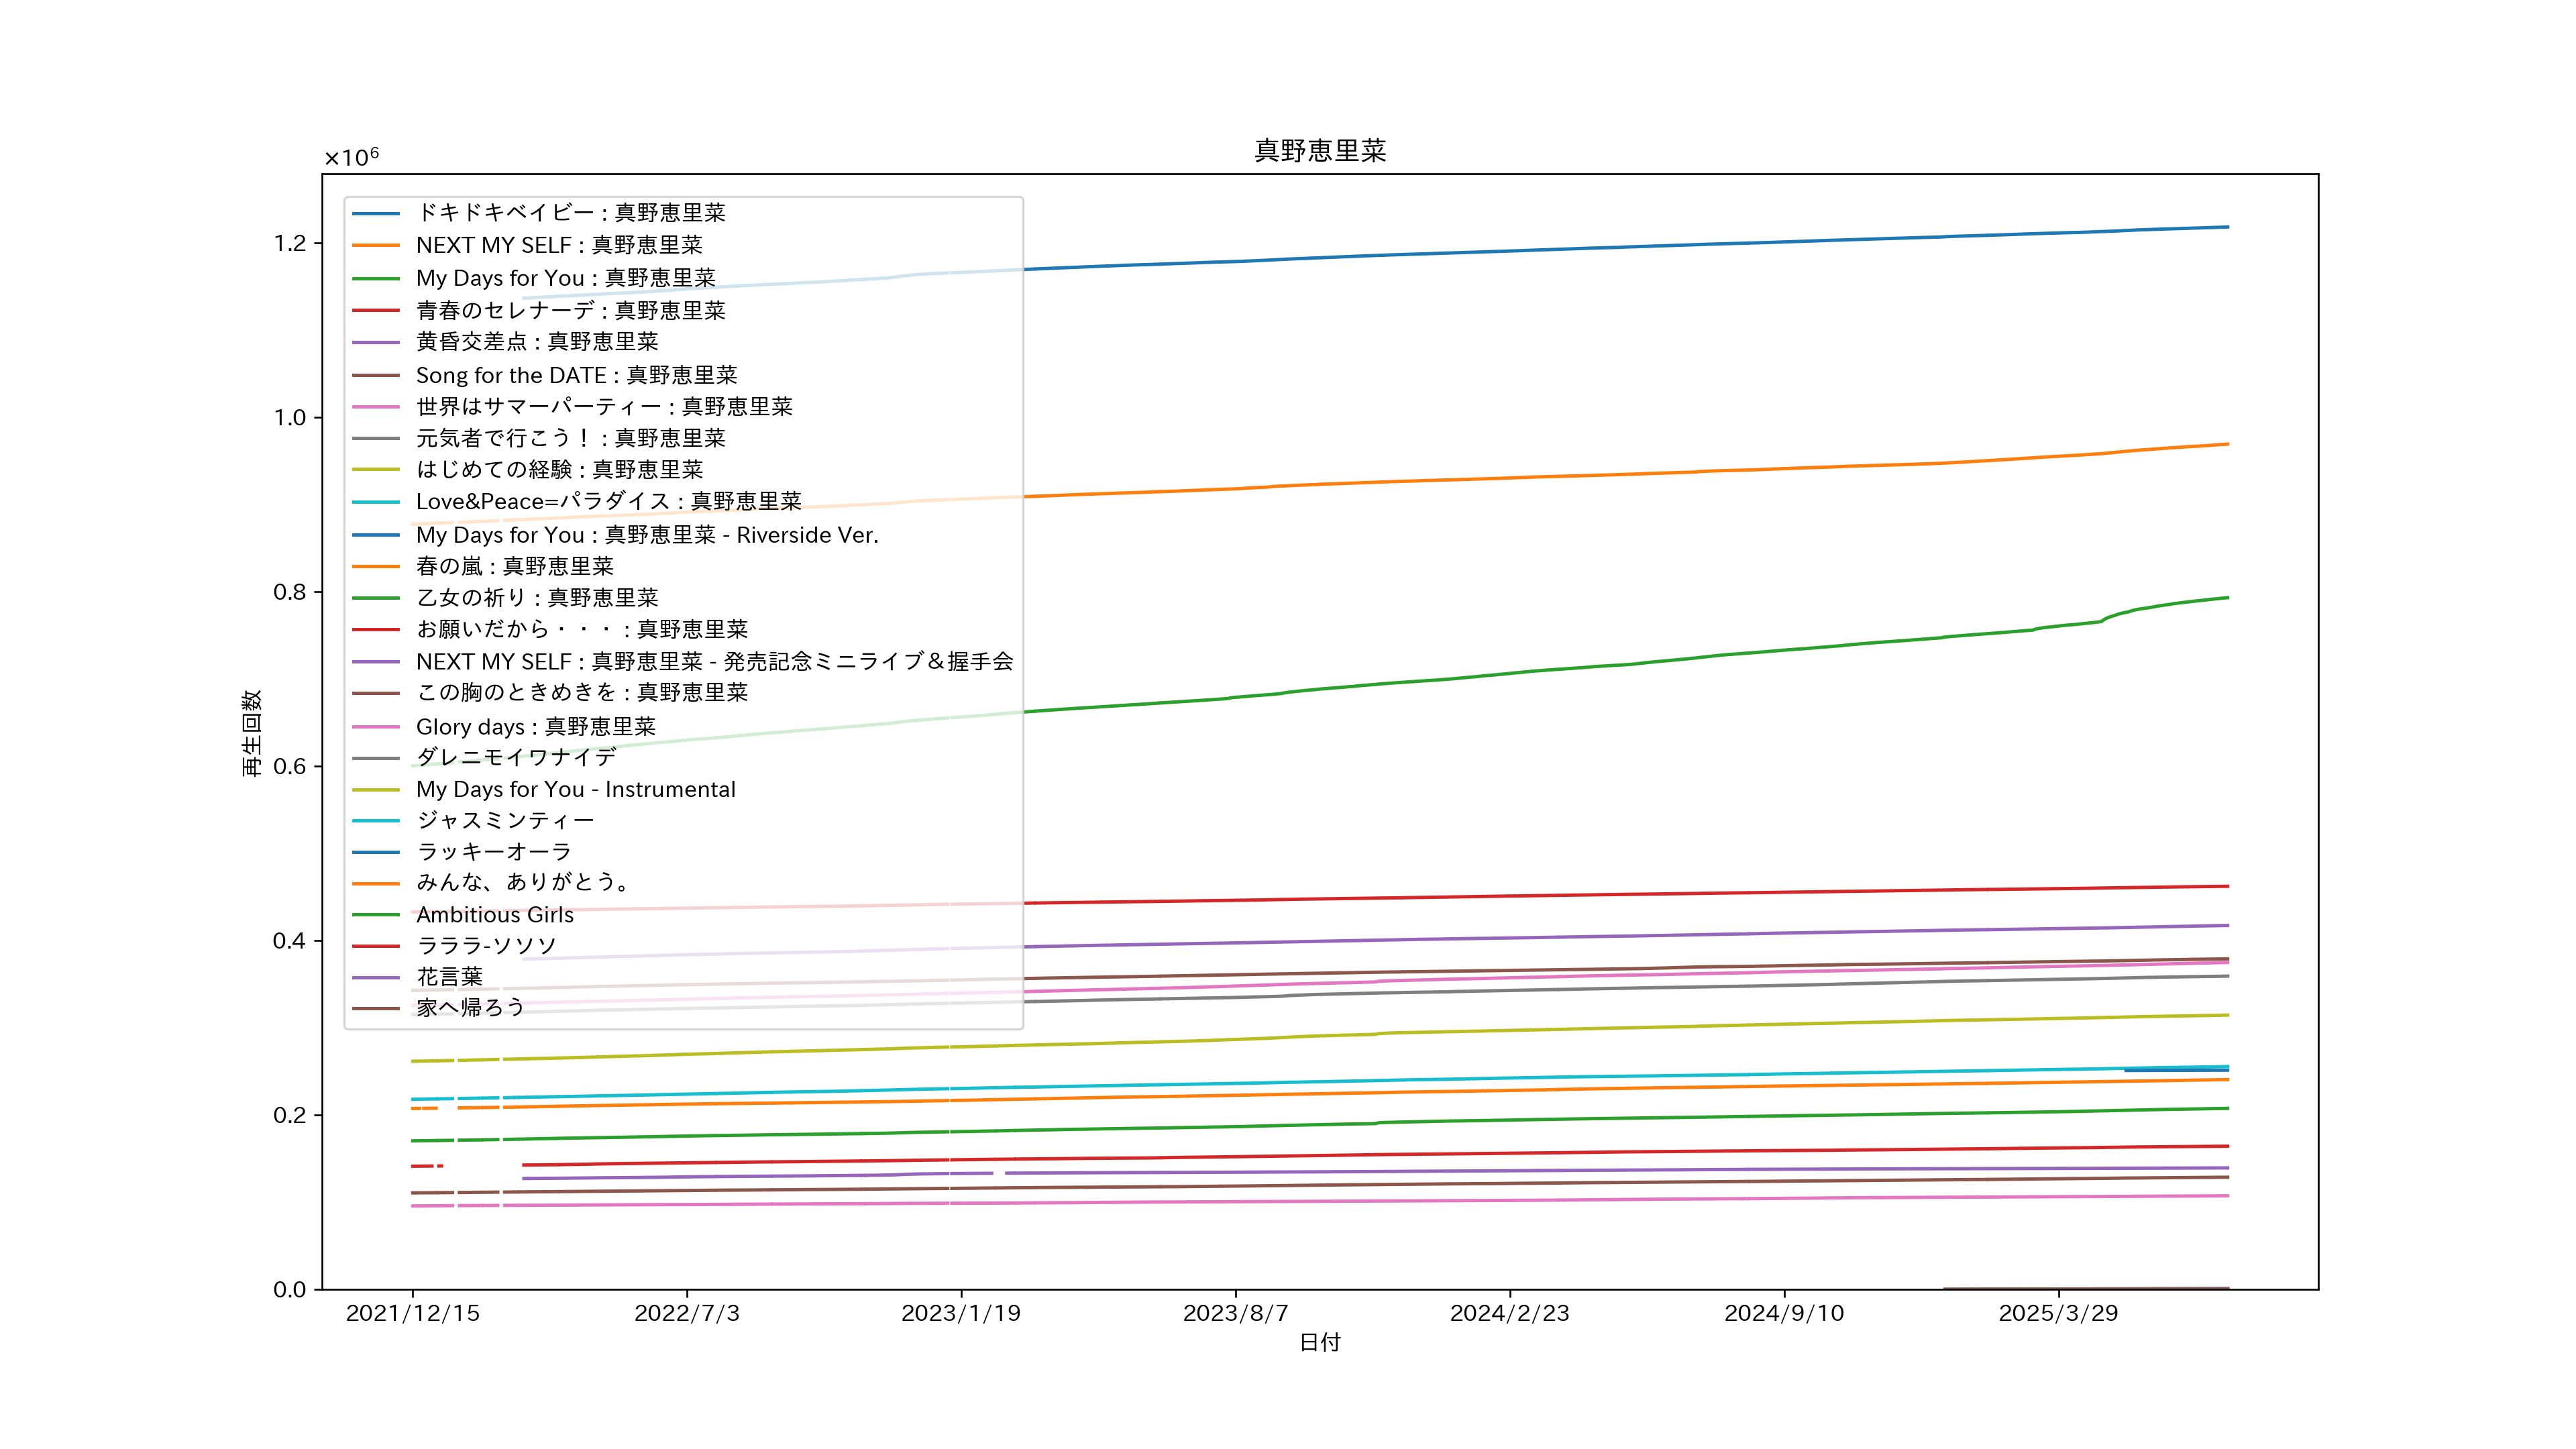 真野恵里菜
×10⁶
1.2
1.0
0.8
0.6
0.4
0.2
0.0
再生回数
ドキドキベイビー : 真野恵里菜
NEXT MY SELF : 真野恵里菜
My Days for You : 真野恵里菜
青春のセレナーデ : 真野恵里菜
黄昏交差点 : 真野恵里菜
Song for the DATE : 真野恵里菜
世界はサマーパーティー : 真野恵里菜
元気者で行こう! : 真野恵里菜
はじめての経験 : 真野恵里菜
Love&Peace=パラダイス : 真野恵里菜
My Days for You : 真野恵里菜 - Riverside Ver.
春の嵐 : 真野恵里菜
乙女の祈り : 真野恵里菜
お願いだから・・・ : 真野恵里菜
NEXT MY SELF : 真野恵里菜 - 発売記念ミニライブ&握手会
この胸のときめきを : 真野恵里菜
Glory days : 真野恵里菜
ダレニモイワナイデ
My Days for You - Instrumental
ジャスミンティー
ラッキーオーラ
みんな、ありがとう。
Ambitious Girls
ラララ-ソソソ
花言葉
家へ帰ろう
2021/12/15 2022/7/3 2023/1/19 2023/8/7 2024/2/23 2024/9/10 2025/3/29
日付